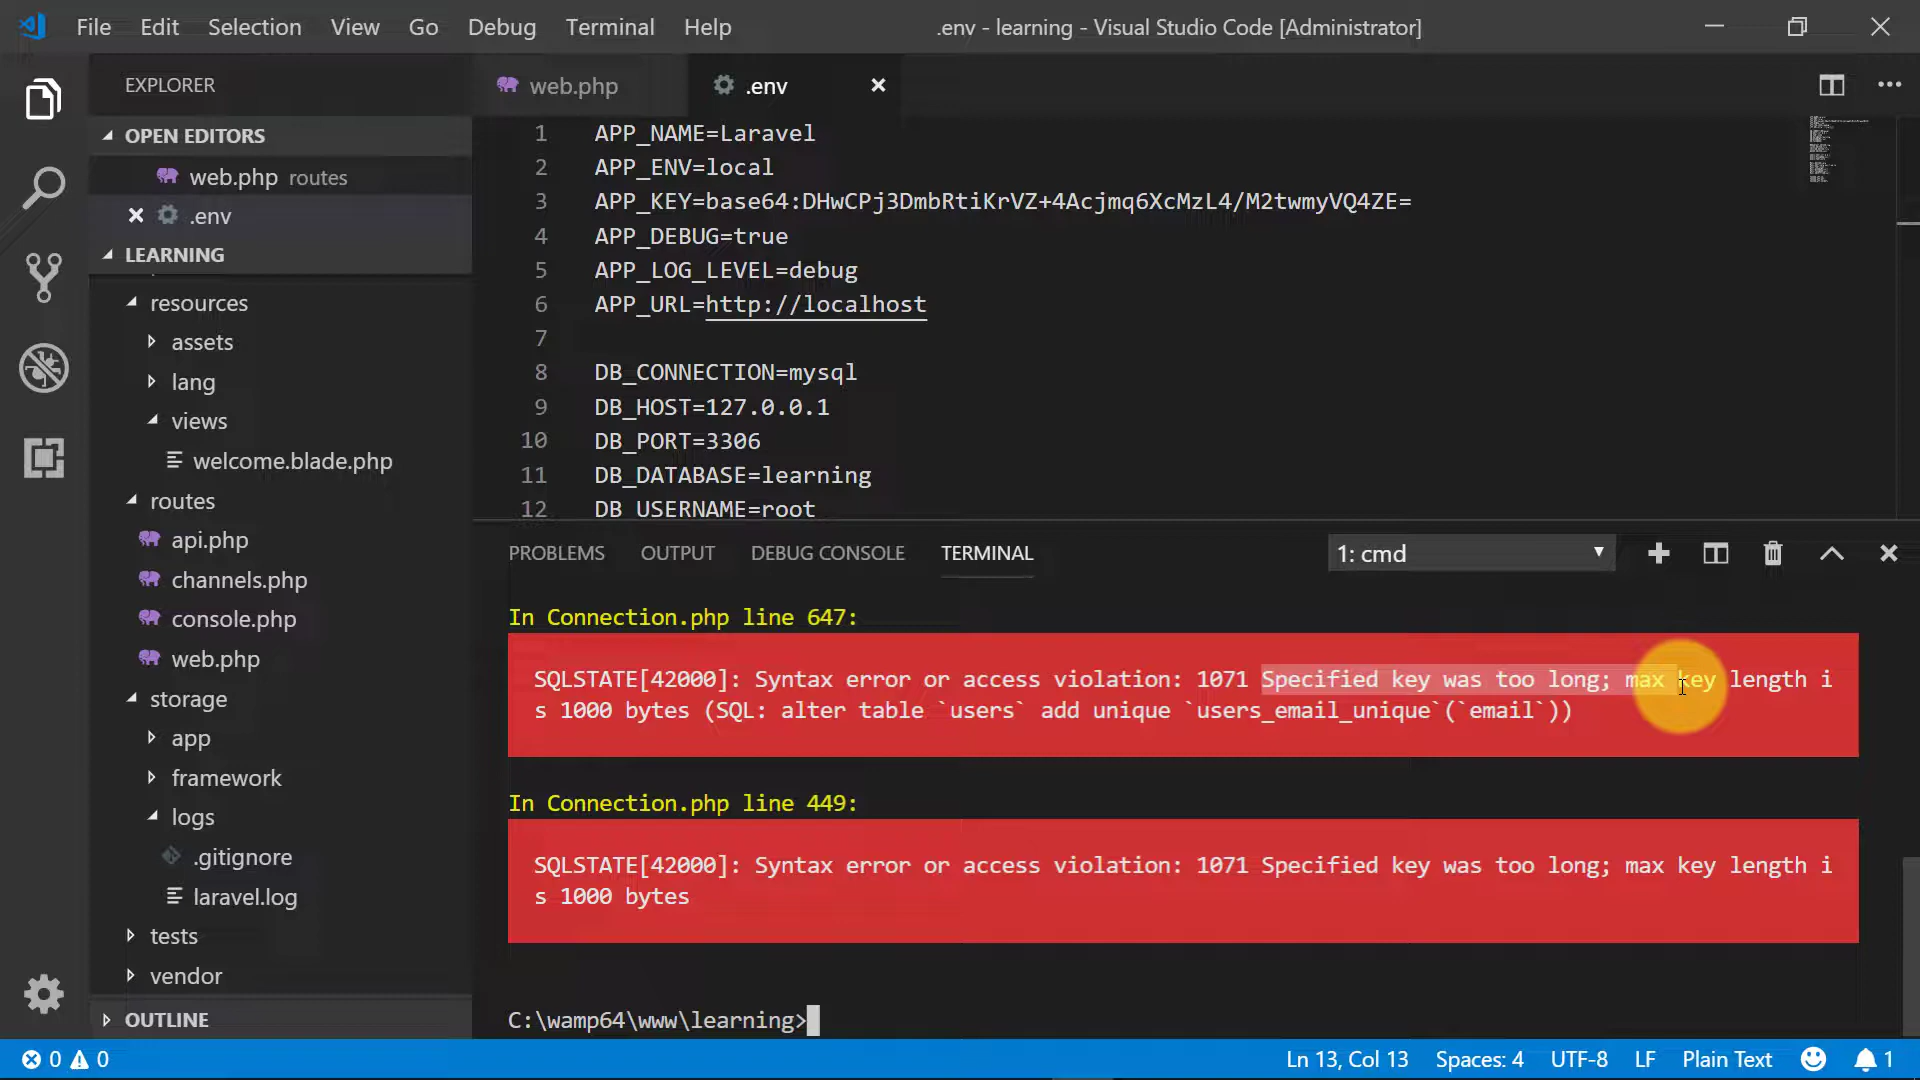 File Edit Selection View Go Debug Terminal Help
.env - learning - Visual Studio Code [Administrator]
EXPLORER
OPEN EDITORS
web.php routes
.env
LEARNING
resources
assets
lang
views
welcome.blade.php
routes
api.php
channels.php
console.php
web.php
storage
app
framework
logs
.gitignore
laravel.log
tests
vendor
OUTLINE
web.php
.env
1 APP_NAME=Laravel
2 APP_ENV=local
3 APP_KEY=base64:DHwCPj3DmbRtiKrVZ+4Acjmq6XcMzL4/M2twmyVQ4ZE=
4 APP_DEBUG=true
5 APP_LOG_LEVEL=debug
6 APP_URL=http://localhost
7
8 DB_CONNECTION=mysql
9 DB_HOST=127.0.0.1
10 DB_PORT=3306
11 DB_DATABASE=learning
12 DB_USERNAME=root
PROBLEMS OUTPUT DEBUG CONSOLE TERMINAL
1: cmd
In Connection.php line 647:
SQLSTATE[42000]: Syntax error or access violation: 1071 Specified key was too long; max key length i
s 1000 bytes (SQL: alter table `users` add unique `users_email_unique`(`email`))
In Connection.php line 449:
SQLSTATE[42000]: Syntax error or access violation: 1071 Specified key was too long; max key length i
s 1000 bytes
C:\wamp64\www\learning>
0 0
Ln 13, Col 13 Spaces: 4 UTF-8 LF Plain Text 1